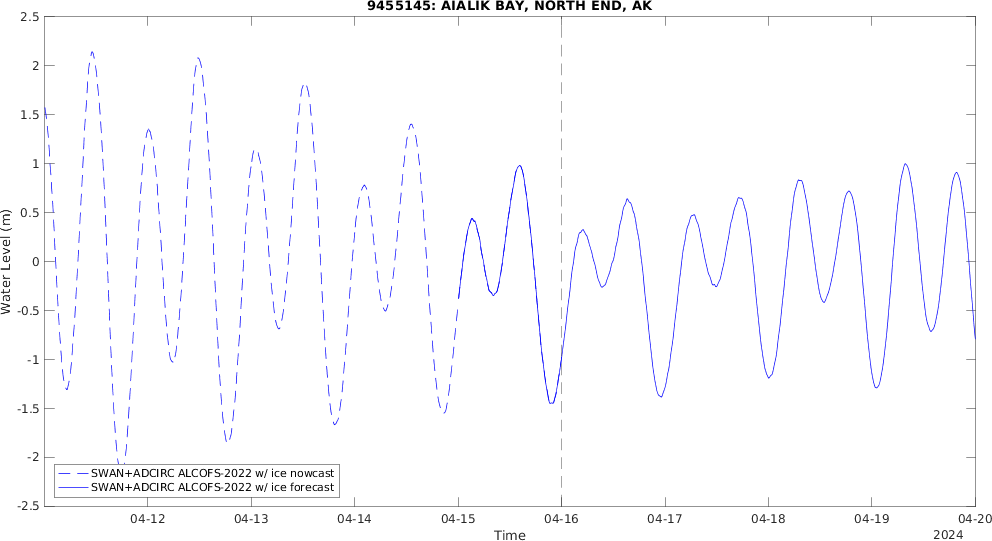 9455145: AIALIK BAY, NORTH END, AK
2.5
2
1.5
1
0.5
0
-0.5
-1
-1.5
-2
-2.5
Water Level (m)
SWAN+ADCIRC ALCOFS-2022 w/ ice nowcast
SWAN+ADCIRC ALCOFS-2022 w/ ice forecast
04-12 04-13 04-14 04-15 04-16 04-17 04-18 04-19 04-20
Time
2024